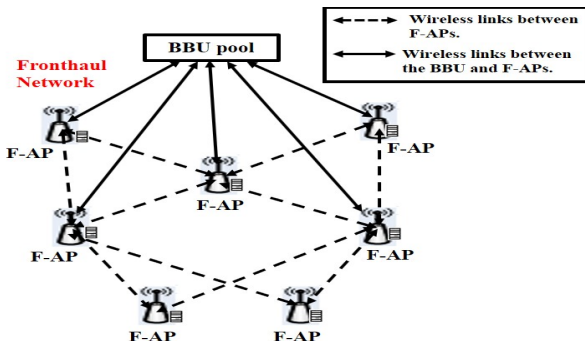 BBU pool
Wireless links between
F-APs.
Wireless links between
the BBU and F-APs.
Fronthaul
Network
F-AP
F-AP
F-AP
F-AP
F-AP
F-AP
F-AP